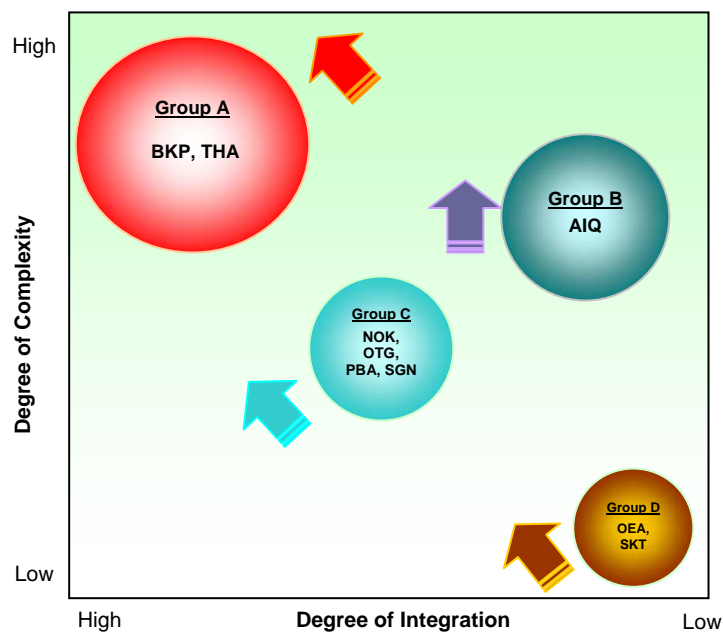 High
Group A
BKP, THA
Group B
AIQ
Group C
NOK,
OTG,
PBA, SGN
Degree of Complexity
Group D
OEA,
SKT
Low
High
Degree of Integration
Low